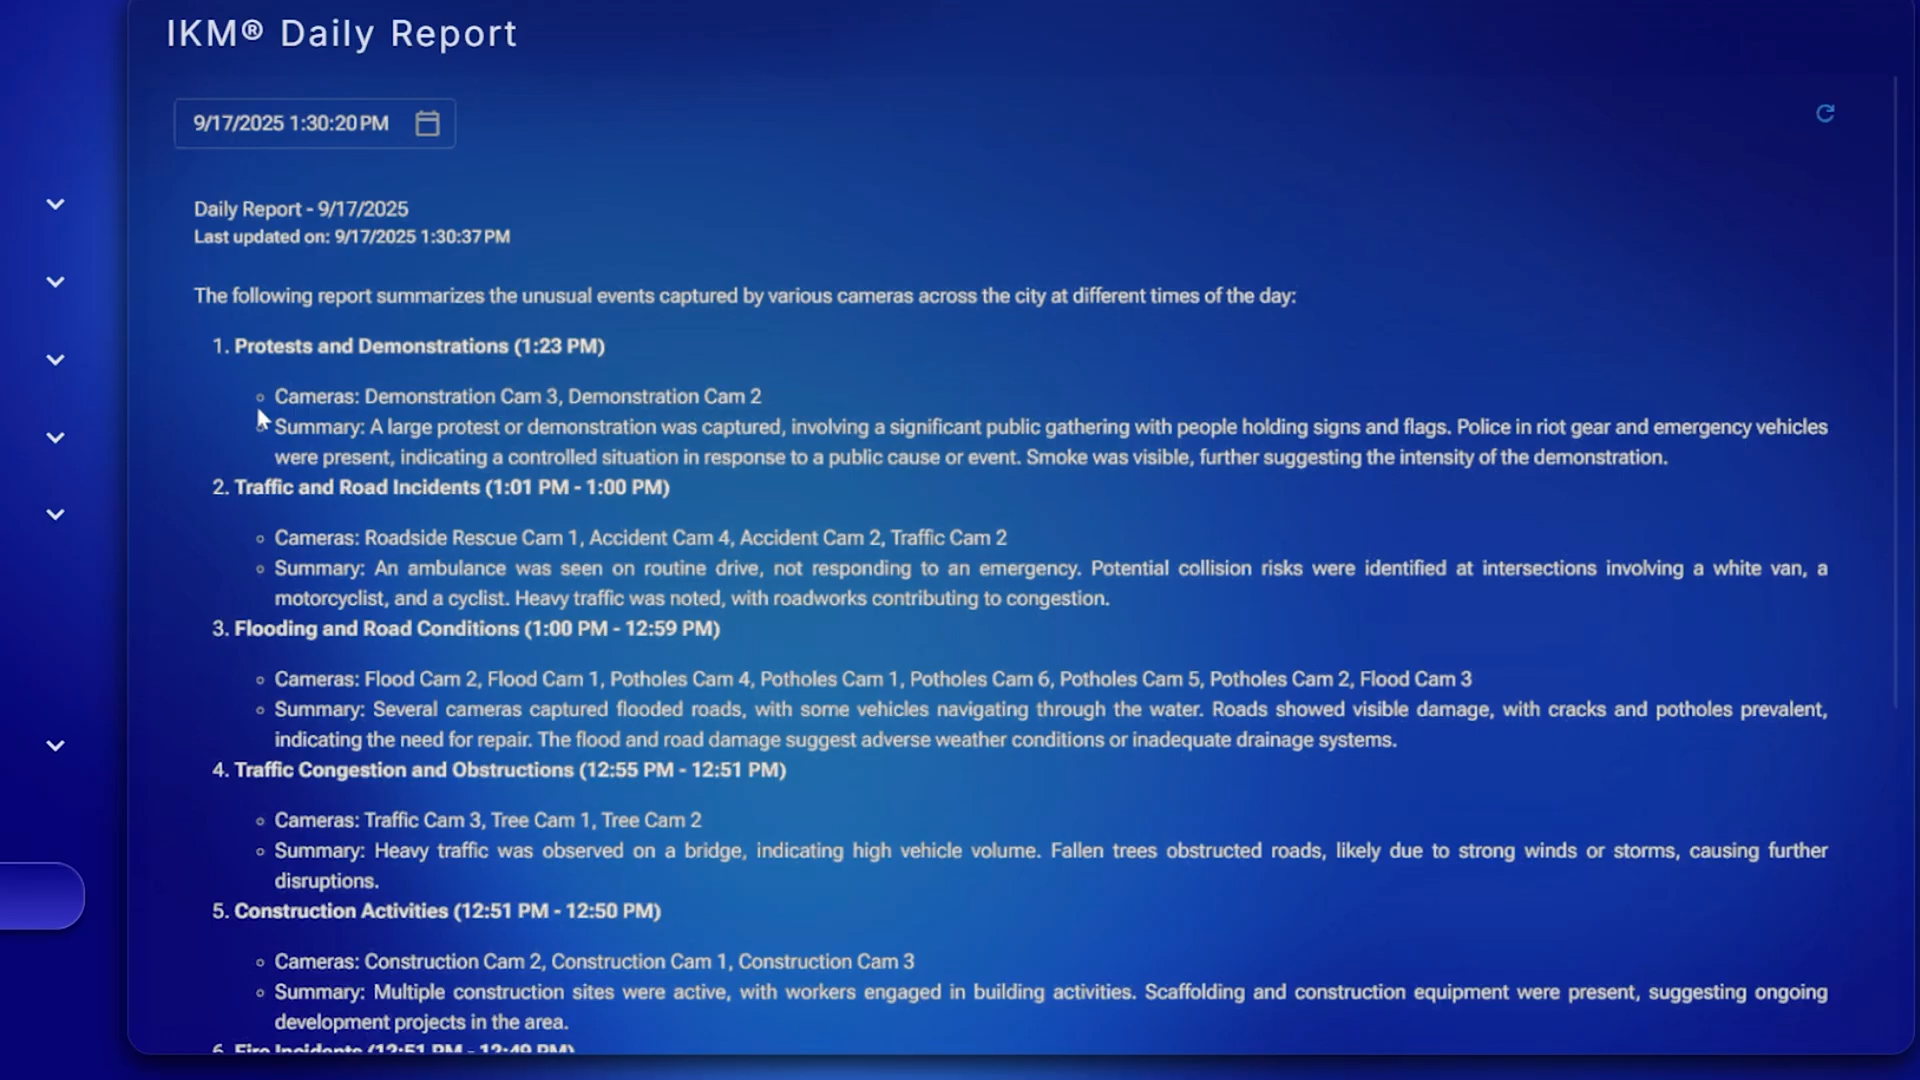 IKM® Daily Report
9/17/2025 1:30:20 PM
Daily Report - 9/17/2025
Last updated on: 9/17/2025 1:30:37 PM
The following report summarizes the unusual events captured by various cameras across the city at different times of the day:
1. Protests and Demonstrations (1:23 PM)
Cameras: Demonstration Cam 3, Demonstration Cam 2
Summary: A large protest or demonstration was captured, involving a significant public gathering with people holding signs and flags. Police in riot gear and emergency vehicles
were present, indicating a controlled situation in response to a public cause or event. Smoke was visible, further suggesting the intensity of the demonstration.
2. Traffic and Road Incidents (1:01 PM - 1:00 PM)
Cameras: Roadside Rescue Cam 1, Accident Cam 4, Accident Cam 2, Traffic Cam 2
Summary: An ambulance was seen on routine drive, not responding to an emergency. Potential collision risks were identified at intersections involving a white van, a
motorcyclist, and a cyclist. Heavy traffic was noted, with roadworks contributing to congestion.
3. Flooding and Road Conditions (1:00 PM - 12:59 PM)
Cameras: Flood Cam 2, Flood Cam 1, Potholes Cam 4, Potholes Cam 1, Potholes Cam 6, Potholes Cam 5, Potholes Cam 2, Flood Cam 3
Summary: Several cameras captured flooded roads, with some vehicles navigating through the water. Roads showed visible damage, with cracks and potholes prevalent,
indicating the need for repair. The flood and road damage suggest adverse weather conditions or inadequate drainage systems.
4. Traffic Congestion and Obstructions (12:55 PM - 12:51 PM)
Cameras: Traffic Cam 3, Tree Cam 1, Tree Cam 2
Summary: Heavy traffic was observed on a bridge, indicating high vehicle volume. Fallen trees obstructed roads, likely due to strong winds or storms, causing further
disruptions.
5. Construction Activities (12:51 PM - 12:50 PM)
Cameras: Construction Cam 2, Construction Cam 1, Construction Cam 3
Summary: Multiple construction sites were active, with workers engaged in building activities. Scaffolding and construction equipment were present, suggesting ongoing
development projects in the area.
6. Fire Incidents (12:51 PM - 12:49 PM)